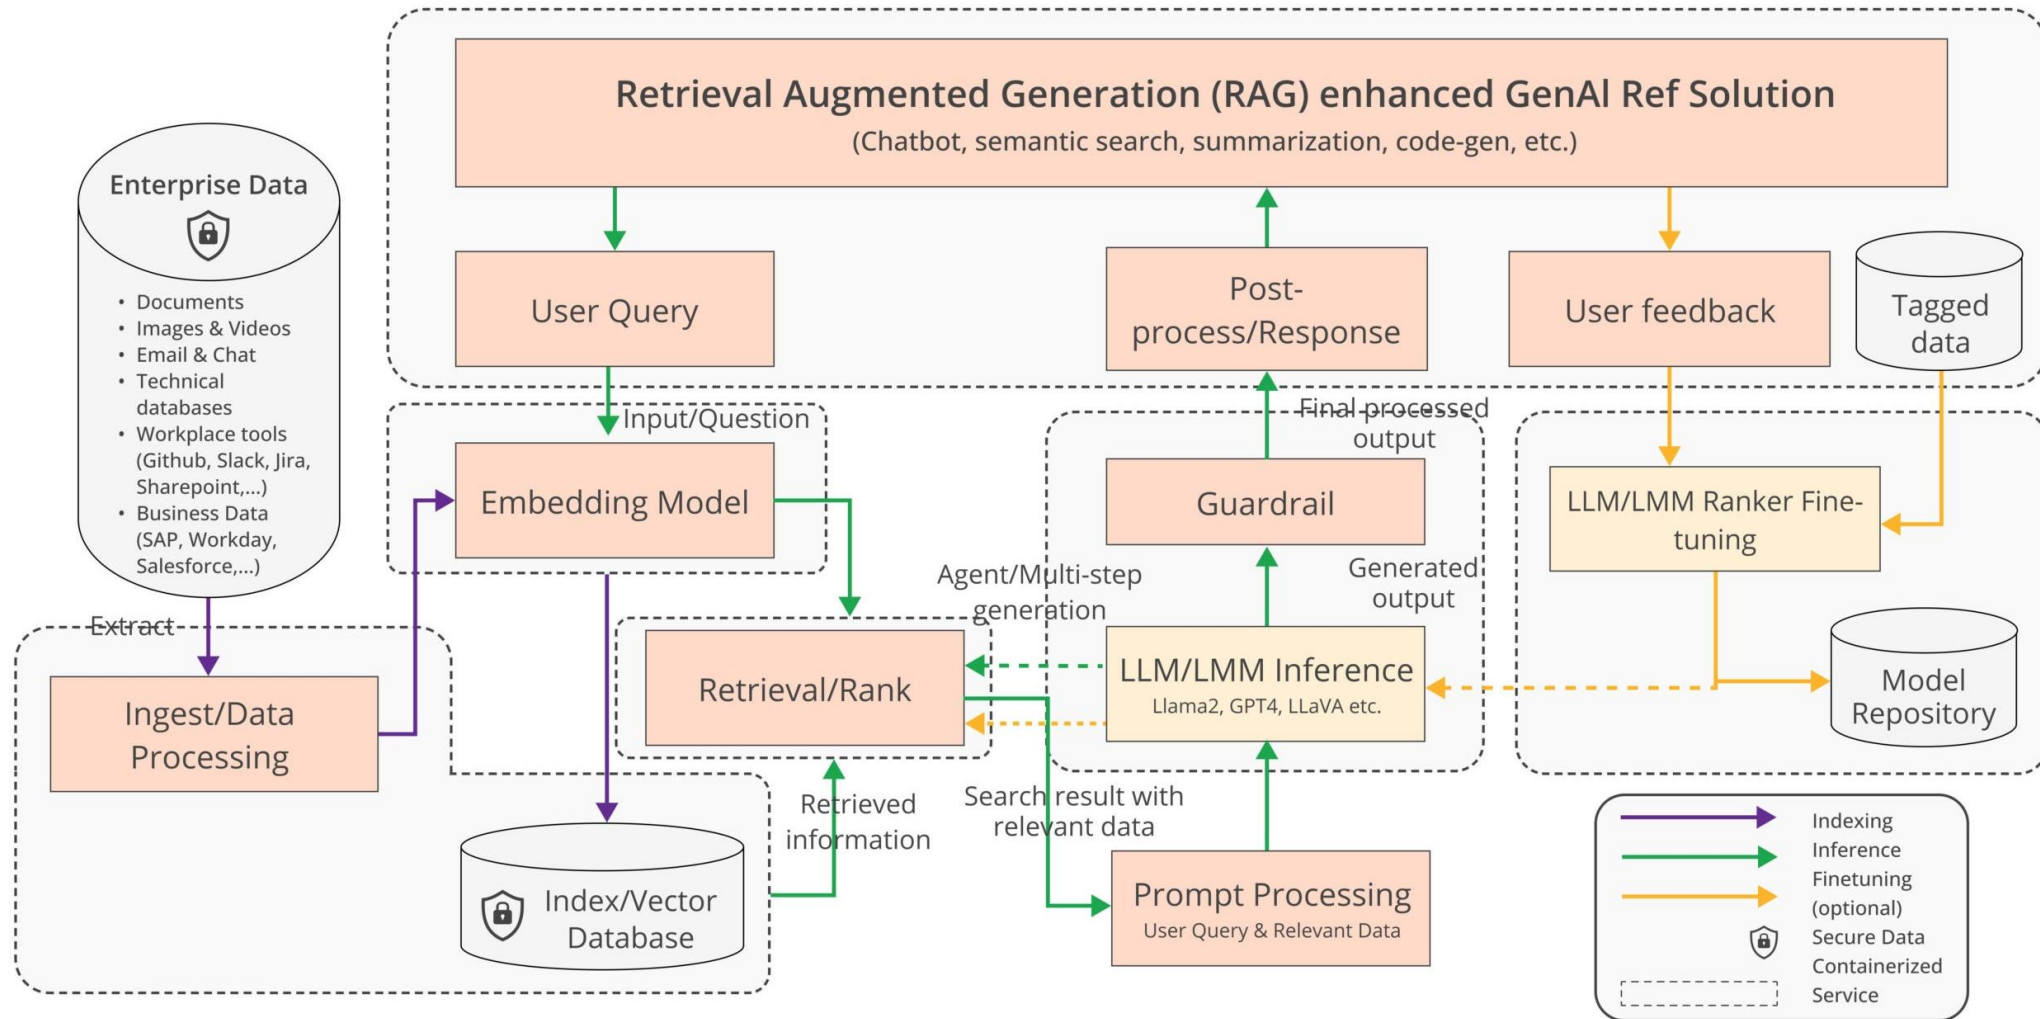 Retrieval Augmented Generation (RAG) enhanced GenAI Ref Solution
(Chatbot, semantic search, summarization, code-gen, etc.)
Enterprise Data
• Documents
• Images & Videos
• Email & Chat
• Technical
databases
• Workplace tools
(Github, Slack, Jira,
Sharepoint,...)
• Business Data
(SAP, Workday,
Salesforce,...)
User Query
Post-
process/Response
User feedback
Tagged
data
Input/Question
Final processed
output
Embedding Model
Guardrail
LLM/LMM Ranker Fine-
tuning
Agent/Multi-step
generation
Generated
output
Extract
Ingest/Data
Processing
Retrieval/Rank
LLM/LMM Inference
Llama2, GPT4, LLaVA etc.
Model
Repository
Retrieved
information
Search result with
relevant data
Index/Vector
Database
Prompt Processing
User Query & Relevant Data
Indexing
Inference
Finetuning
(optional)
Secure Data
Containerized
Service